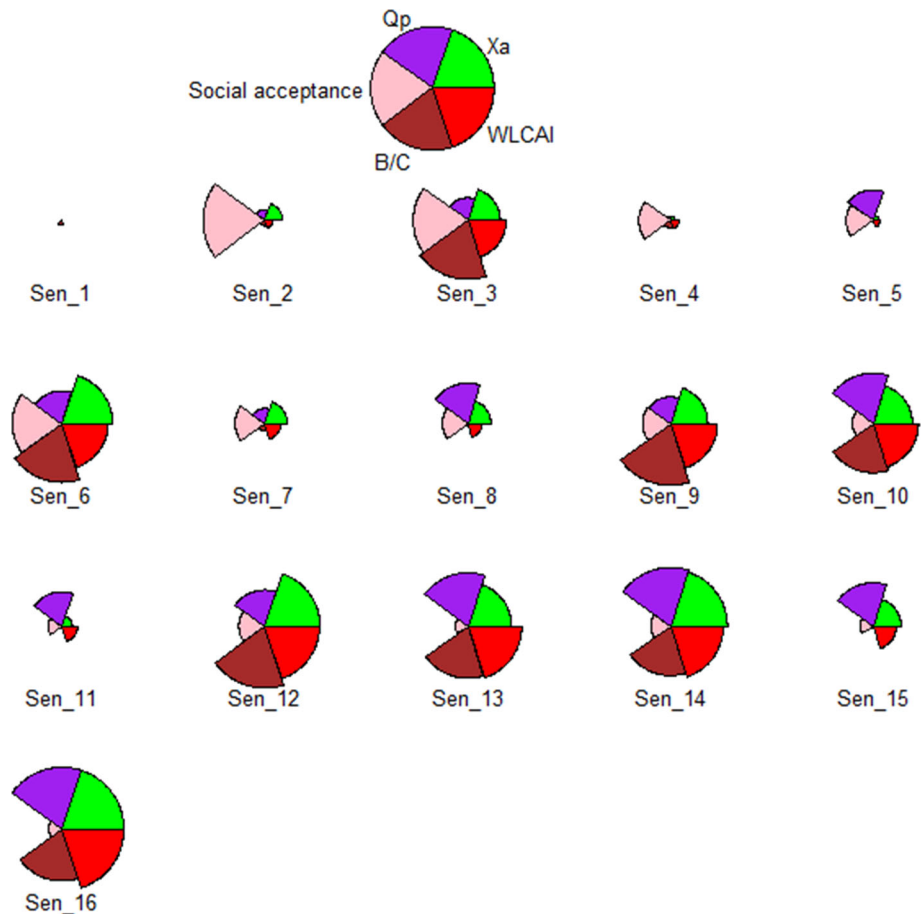 Qp
Xa
Social acceptance
WLCAI
B/C
Sen_1 Sen_2 Sen_3 Sen_4 Sen_5
Sen_6 Sen_7 Sen_8 Sen_9 Sen_10
Sen_11 Sen_12 Sen_13 Sen_14 Sen_15
Sen_16